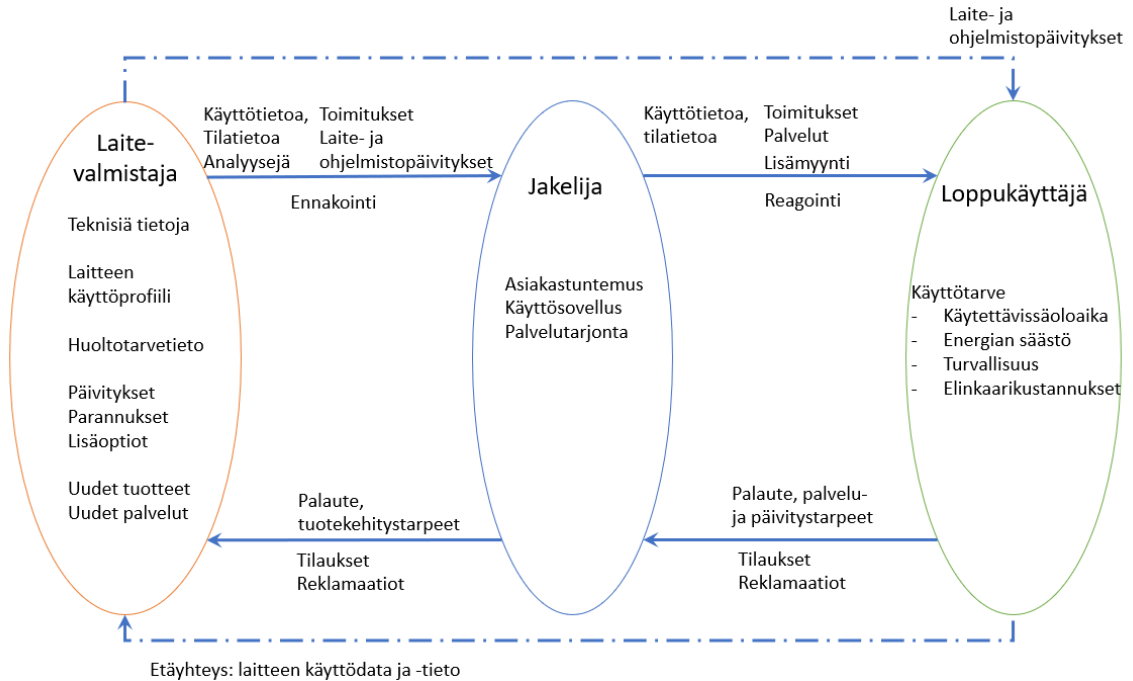 Laite- ja
ohjelmistopäivitykset
Laite-
valmistaja
Teknisiä tietoja
Laitteen
käyttöprofiili
Huoltotarvetieto
Päivitykset
Parannukset
Lisäoptiot
Uudet tuotteet
Uudet palvelut
Käyttötietoa,
Tilatietoa
Analyysejä
Toimitukset
Laite- ja
ohjelmistopäivitykset
Ennakointi
Jakelija
Asiakastuntemus
Käyttösovellus
Palvelutarjonta
Käyttötietoa,
tilatietoa
Toimitukset
Palvelut
Lisämyynti
Reagointi
Loppukäyttäjä
Käyttötarve
- Käytettävissäoloaika
- Energian säästö
- Turvallisuus
- Elinkaarikustannukset
Palaute,
tuotekehitystarpeet
Tilaukset
Reklamaatiot
Palaute, palvelu-
ja päivitystarpeet
Tilaukset
Reklamaatiot
Etäyhteys: laitteen käyttödata ja -tieto